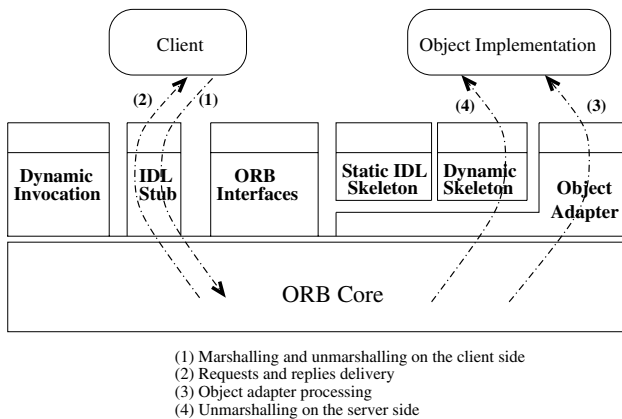 Client
Object Implementation
(2)
(1)
(4)
(3)
Dynamic
Invocation
IDL
Stub
ORB
Interfaces
Static IDL
Skeleton
Dynamic
Skeleton
Object
Adapter
ORB Core
(1) Marshalling and unmarshalling on the client side
(2) Requests and replies delivery
(3) Object adapter processing
(4) Unmarshalling on the server side